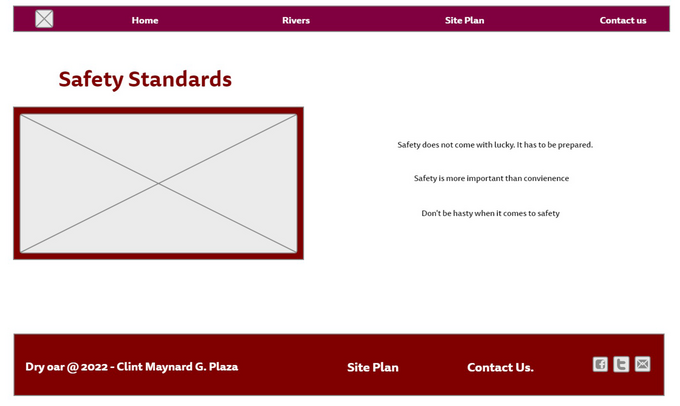 Home Rivers Site Plan Contact us
Safety Standards
Safety does not come with lucky. It has to be prepared.
Safety is more important than convienence
Don't be hasty when it comes to safety
Dry oar @ 2022 - Clint Maynard G. Plaza Site Plan Contact Us.